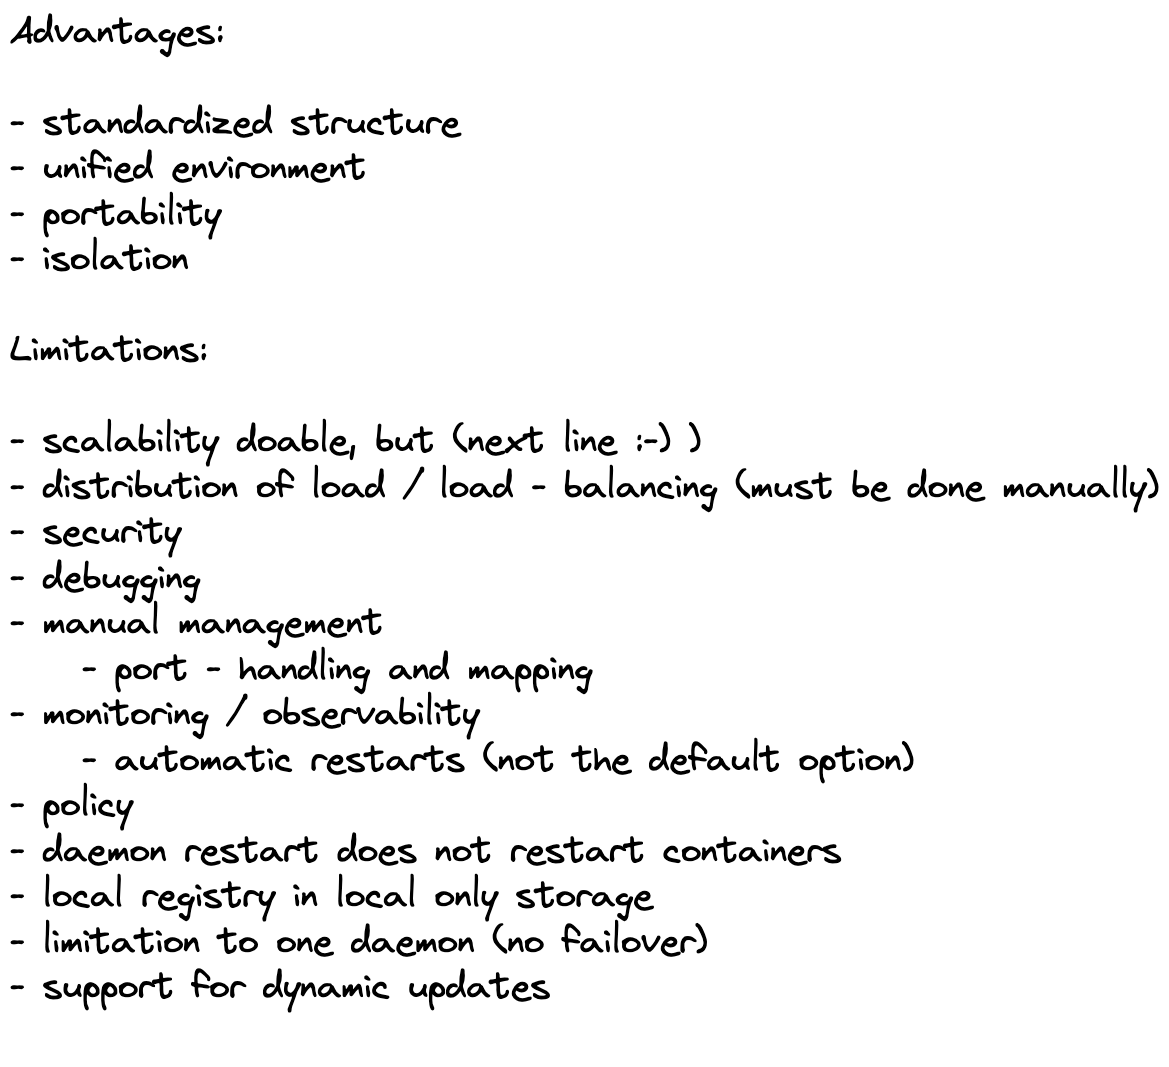 Advantages:
- standardized structure
- unified environment
- portability
- isolation
Limitations:
- scalability doable, but (next line :-) )
- distribution of load / load - balancing (must be done manually)
- security
- debugging
- manual management
- port - handling and mapping
- monitoring / observability
- automatic restarts (not the default option)
- policy
- daemon restart does not restart containers
- local registry in local only storage
- limitation to one daemon (no failover)
- support for dynamic updates